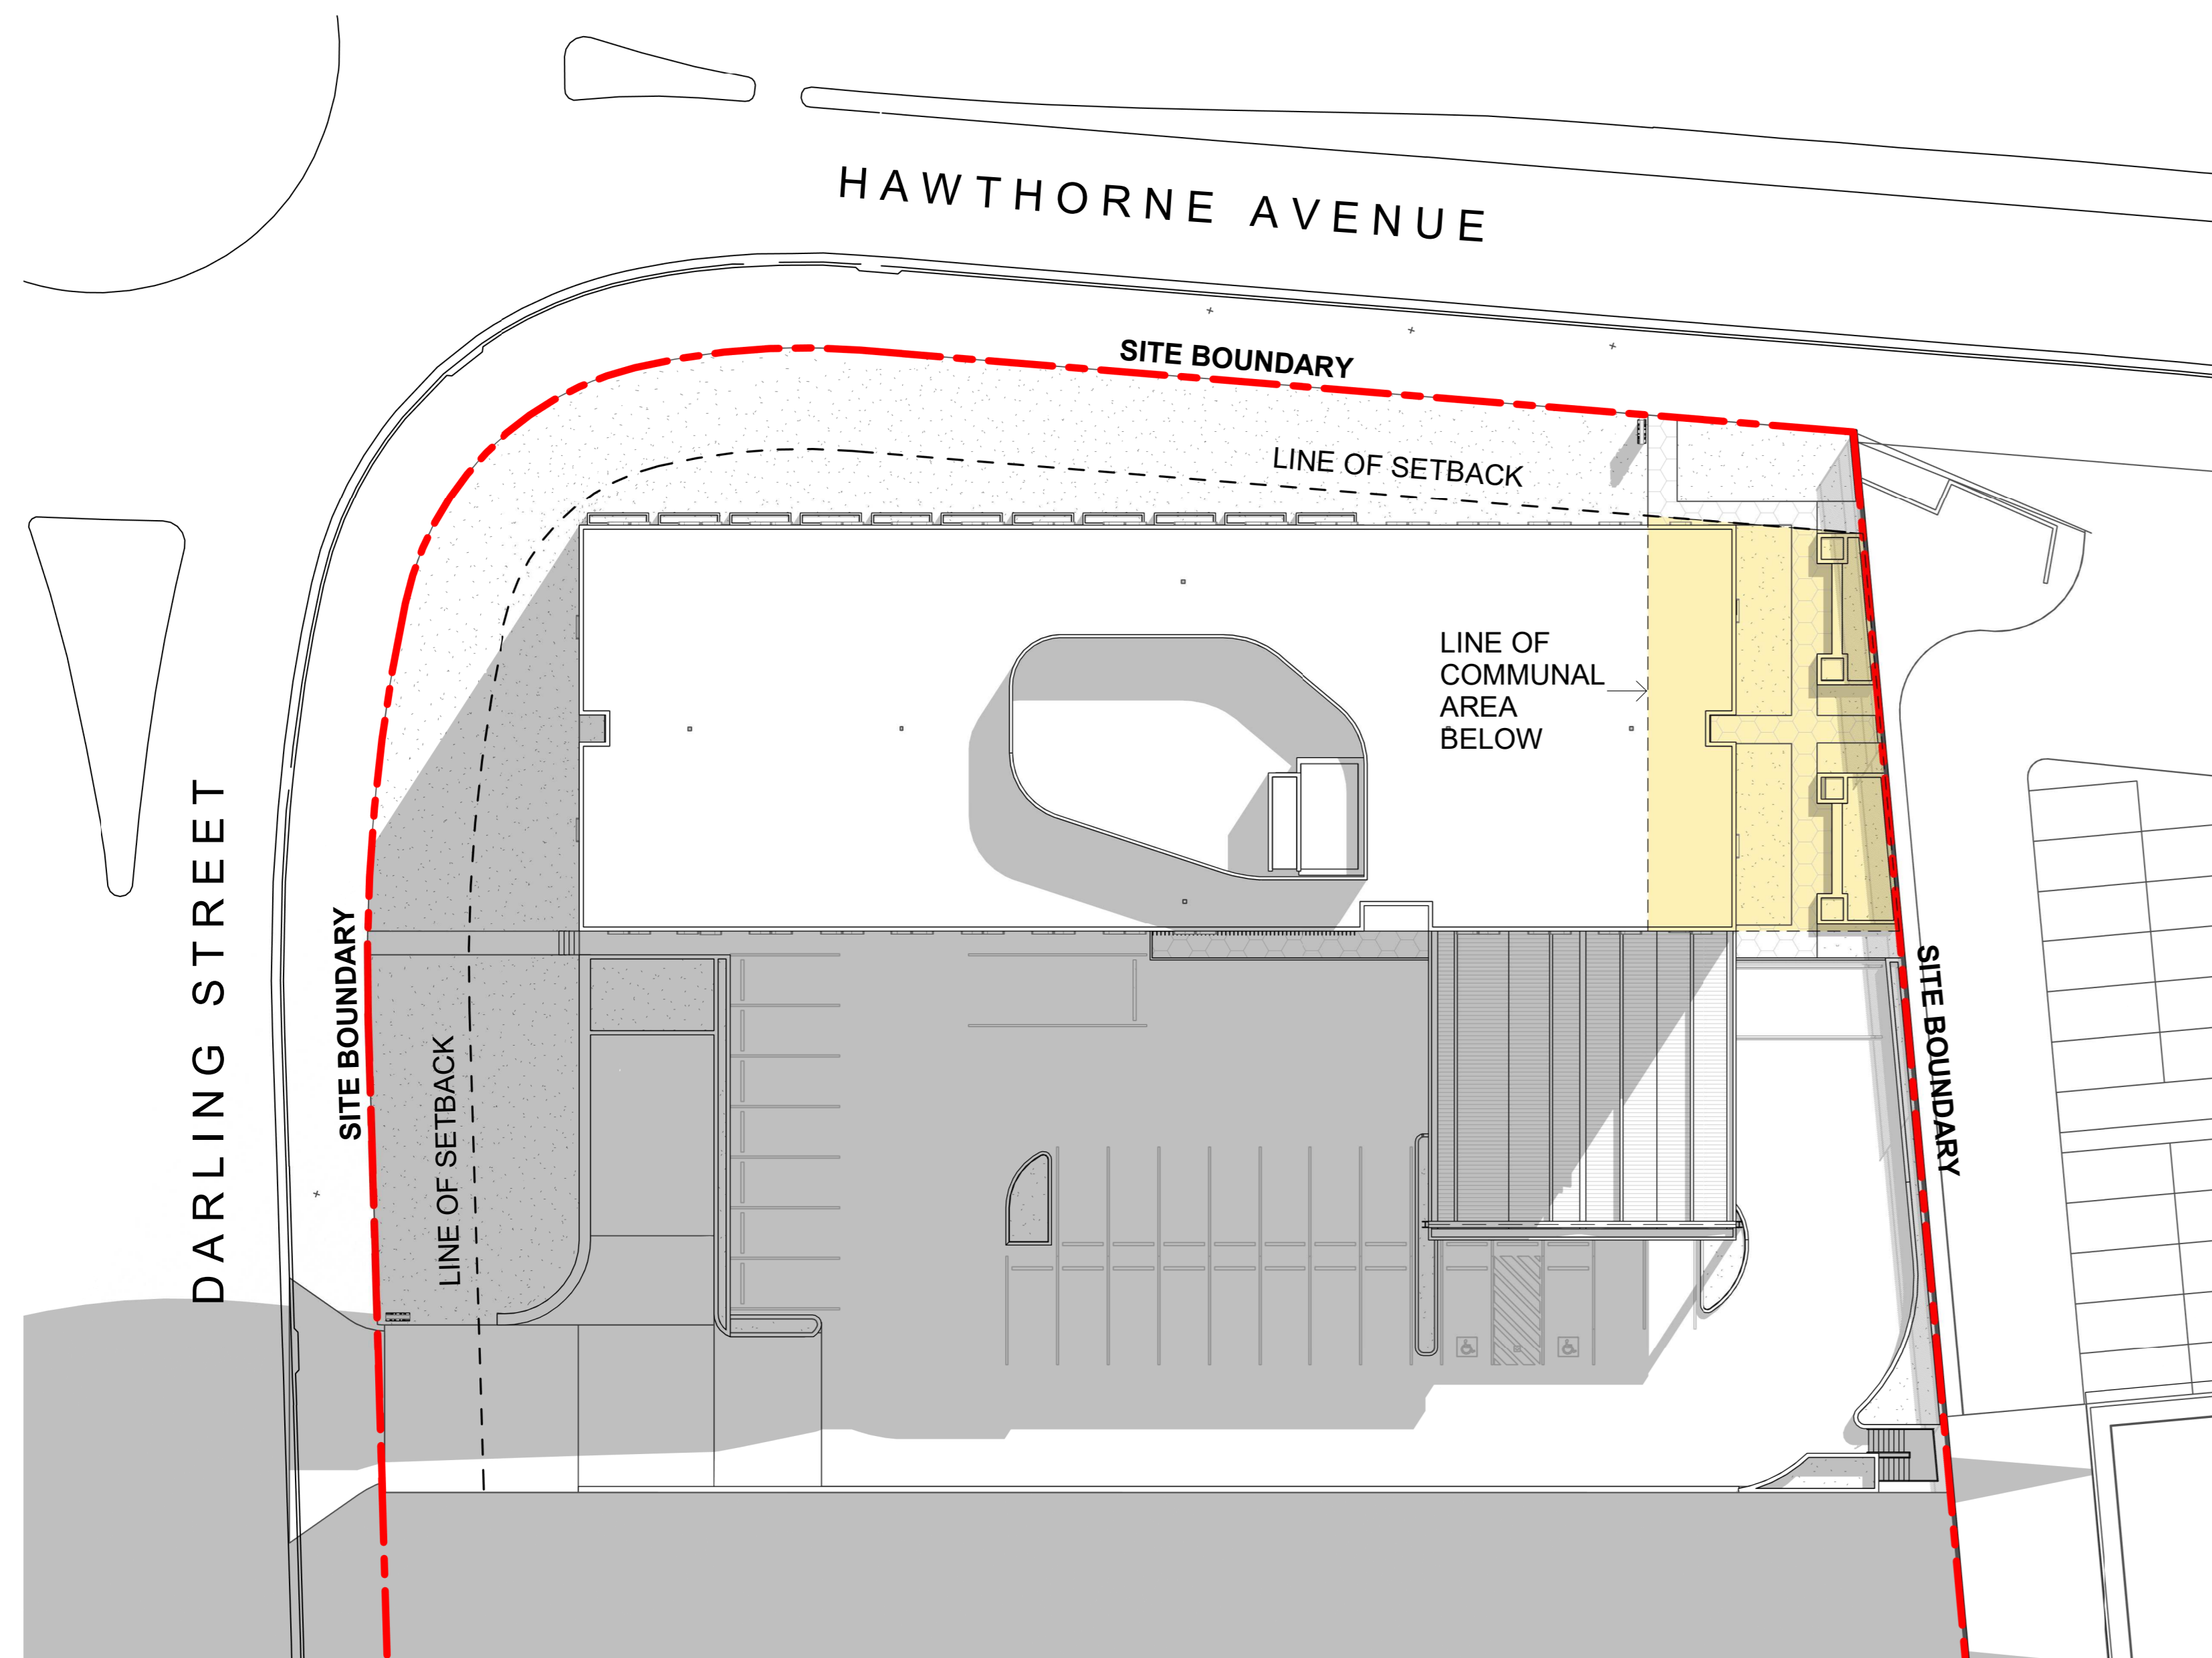 HAWTHORNE AVENUE
SITE BOUNDARY
LINE OF SETBACK
LINE OF
COMMUNAL
AREA
BELOW
DARLING STREET
SITE BOUNDARY
LINE OF SETBACK
SITE BOUNDARY